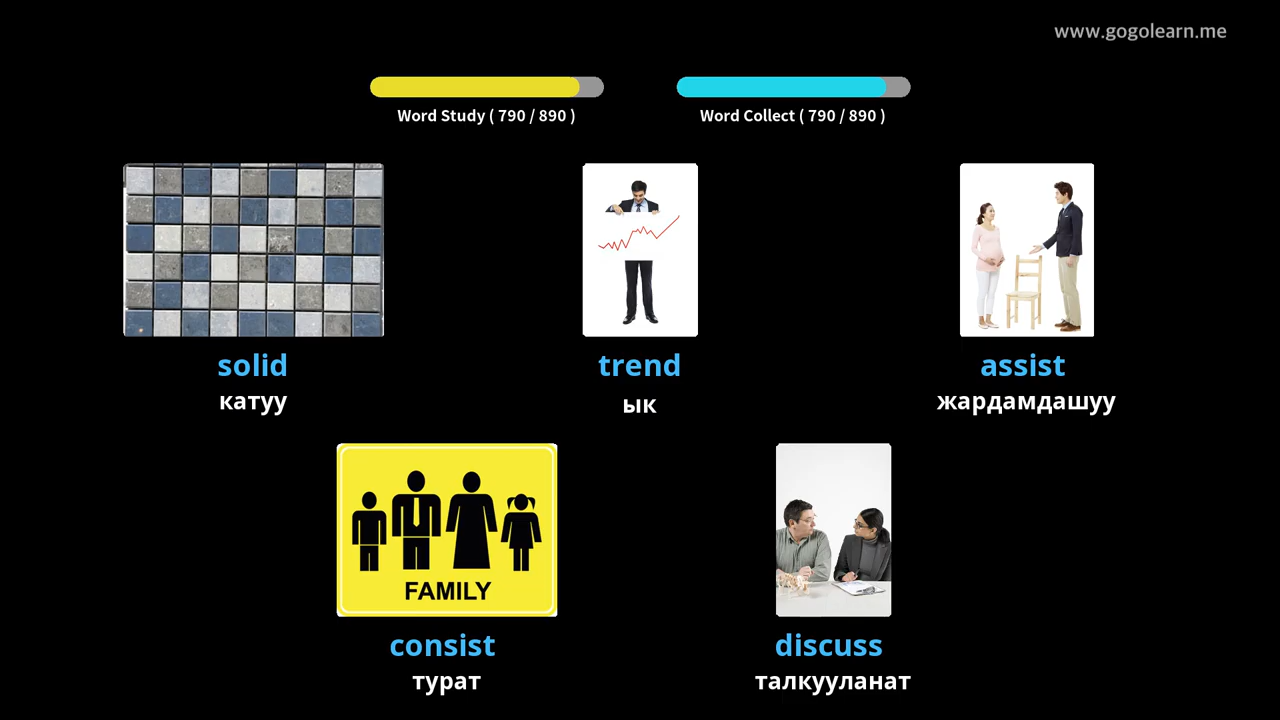 www.gogolearn.me
Word Study ( 790 / 890 )
Word Collect ( 790 / 890 )
solid
катуу
trend
ык
assist
жардамдашуу
FAMILY
consist
турат
discuss
талкууланат